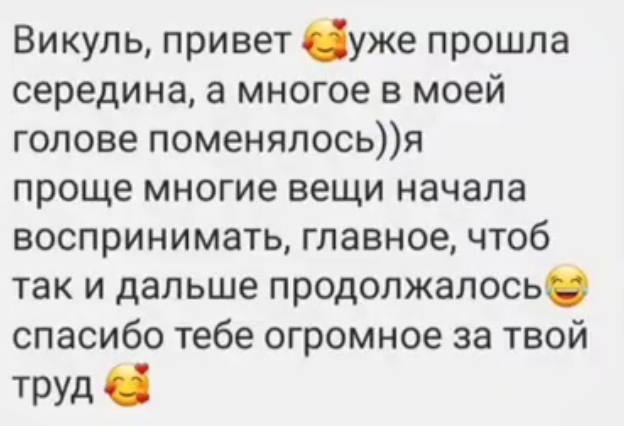 Викуль, привет 🥰уже прошла
середина, а многое в моей
голове поменялось))я
проще многие вещи начала
воспринимать, главное, чтоб
так и дальше продолжалось😂
спасибо тебе огромное за твой
труд 🥰